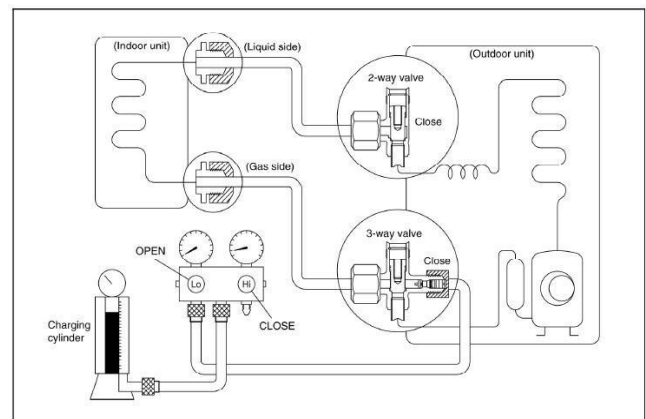 (Indoor unit)
(Liquid side)
(Outdoor unit)
2-way valve
Close
(Gas side)
3-way valve
Close
OPEN
Lo
Hi
CLOSE
Charging
cylinder